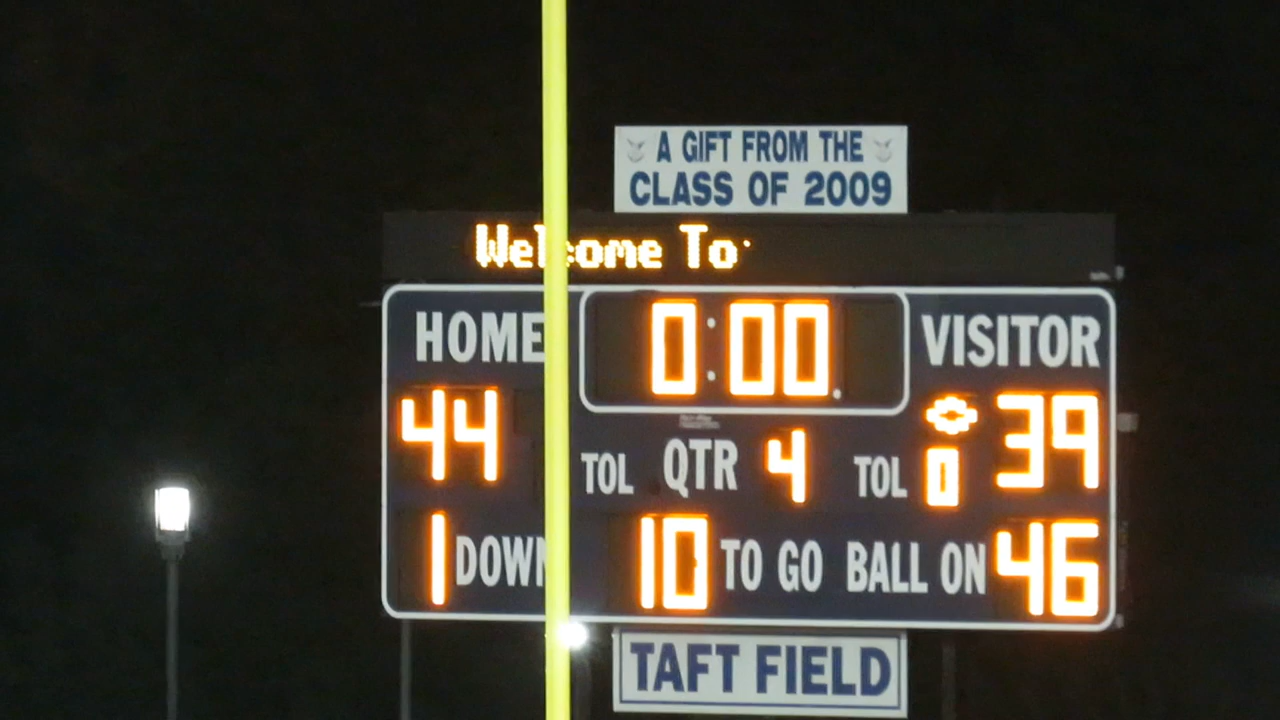 A GIFT FROM THE
CLASS OF 2009
Welcome To
HOME 0:00 VISITOR
44 39
TOL QTR 4 TOL 0
1 DOWN 10 TO GO BALL ON 46
TAFT FIELD